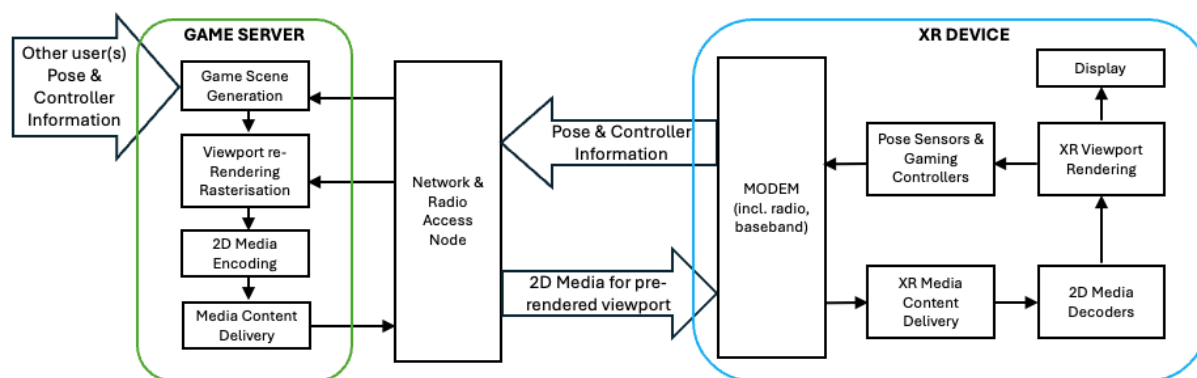 GAME SERVER
XR DEVICE
Other user(s)
Pose &
Controller
Information
Game Scene
Generation
Viewport re-
Rendering
Rasterisation
2D Media
Encoding
Media Content
Delivery
Network &
Radio
Access
Node
Pose & Controller
Information
2D Media for pre-
rendered viewport
MODEM
(incl. radio,
baseband)
Pose Sensors &
Gaming
Controllers
XR Media
Content
Delivery
Display
XR Viewport
Rendering
2D Media
Decoders